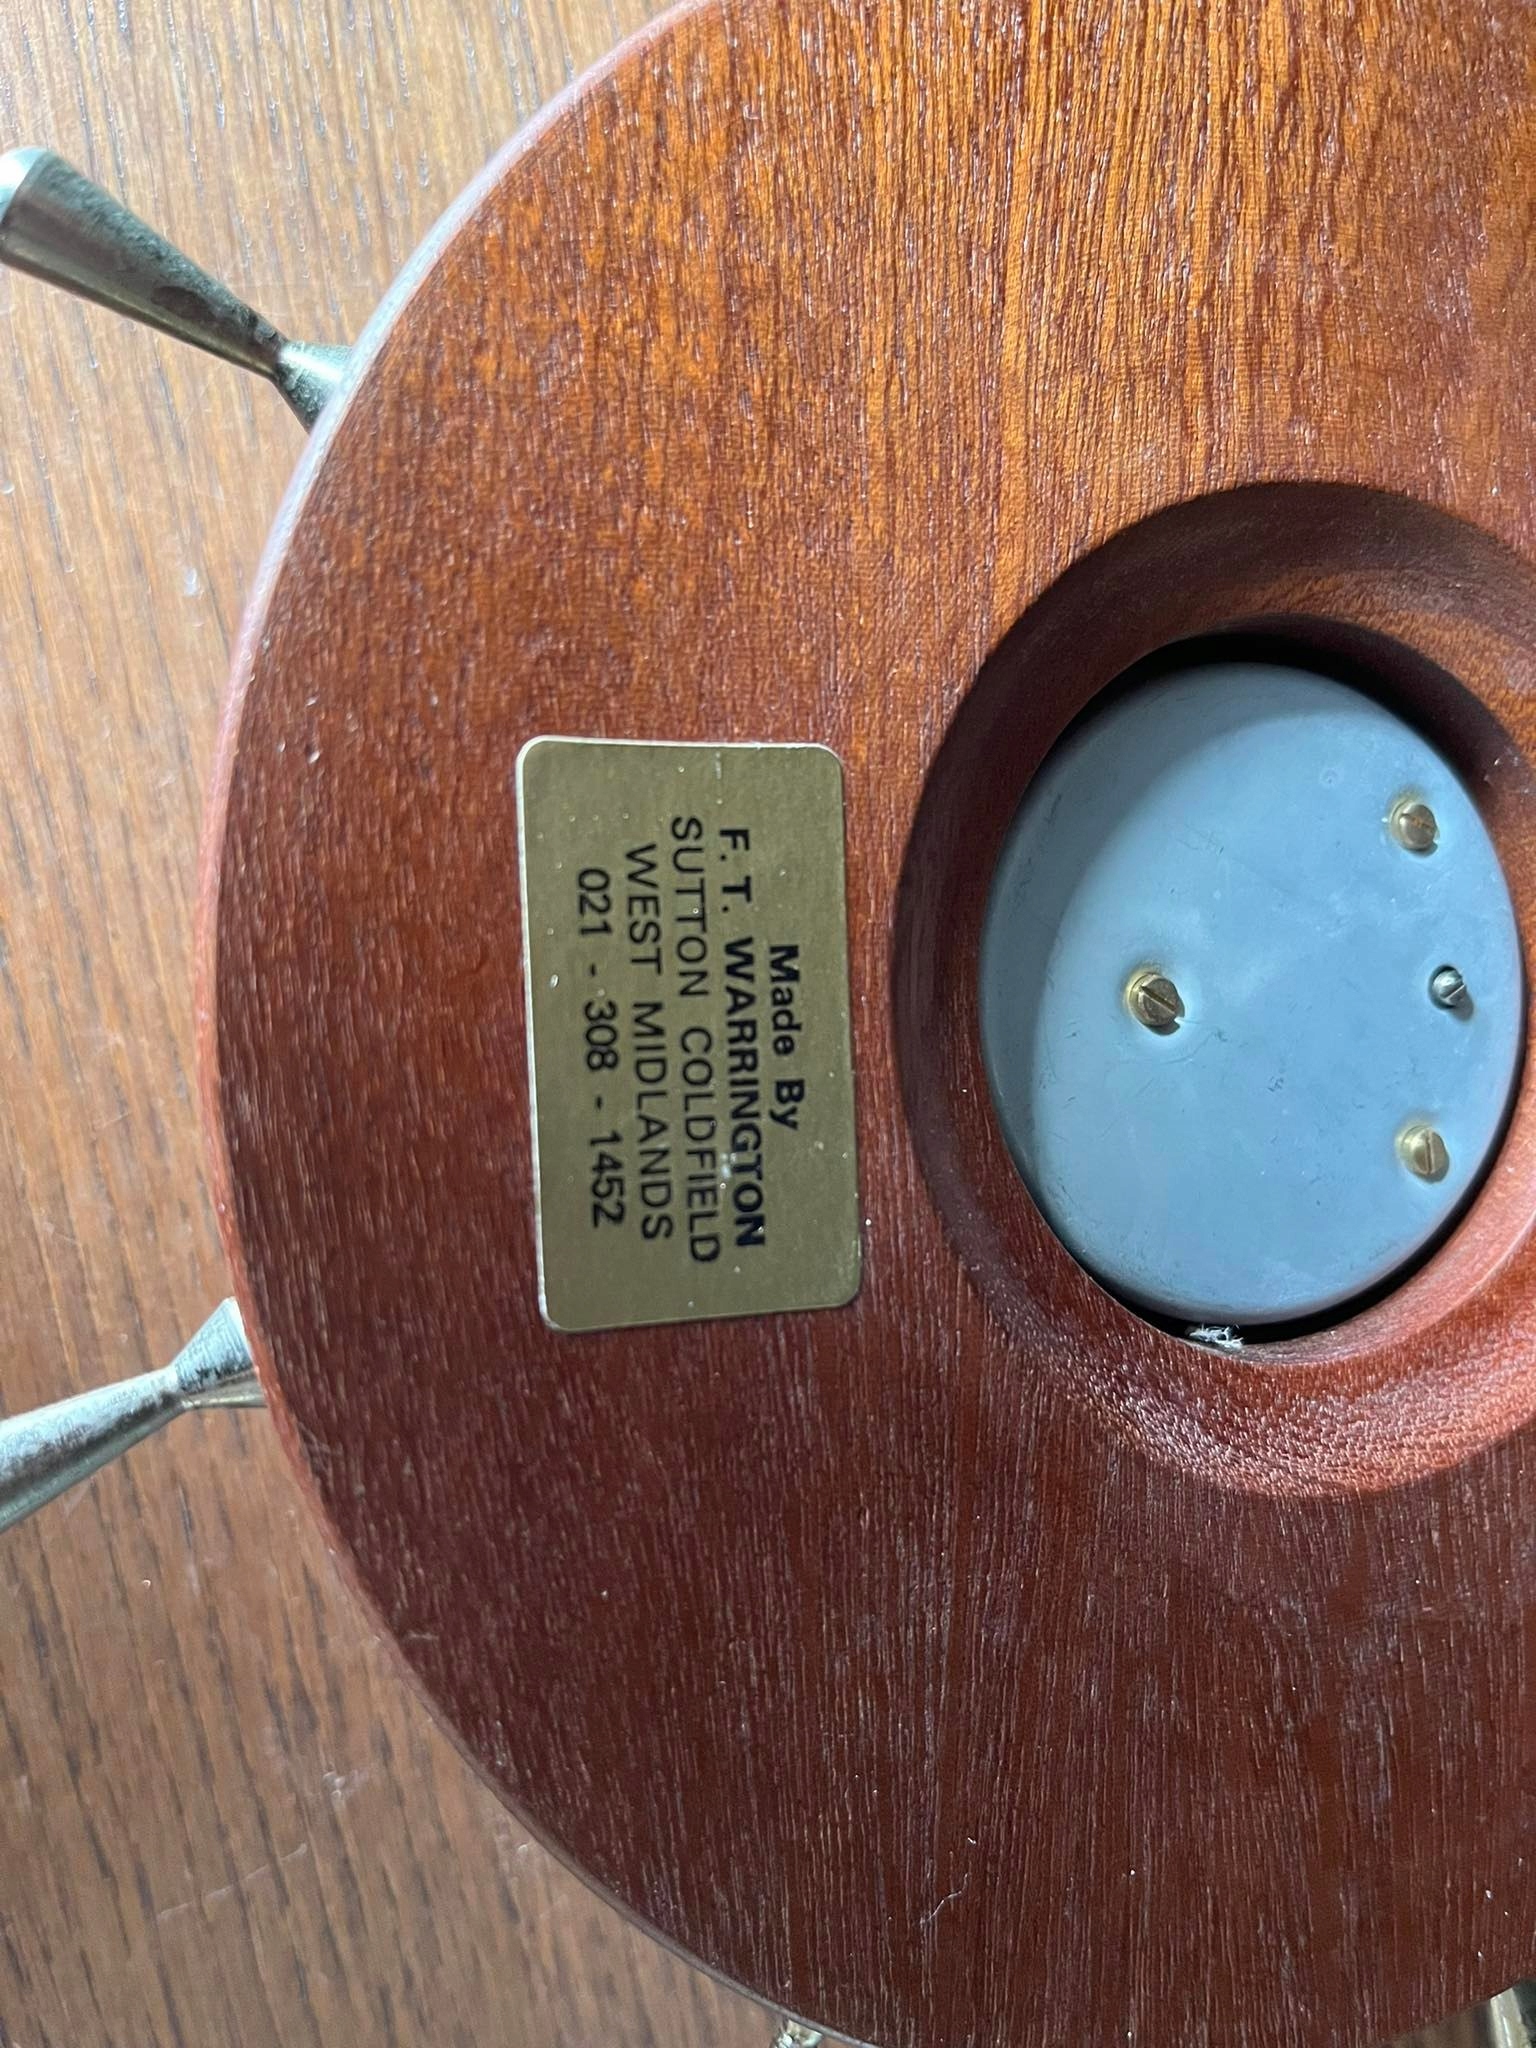 Made By
F. T. WARRINGTON
SUTTON COLDFIELD
WEST MIDLANDS
021 - 308 - 1452